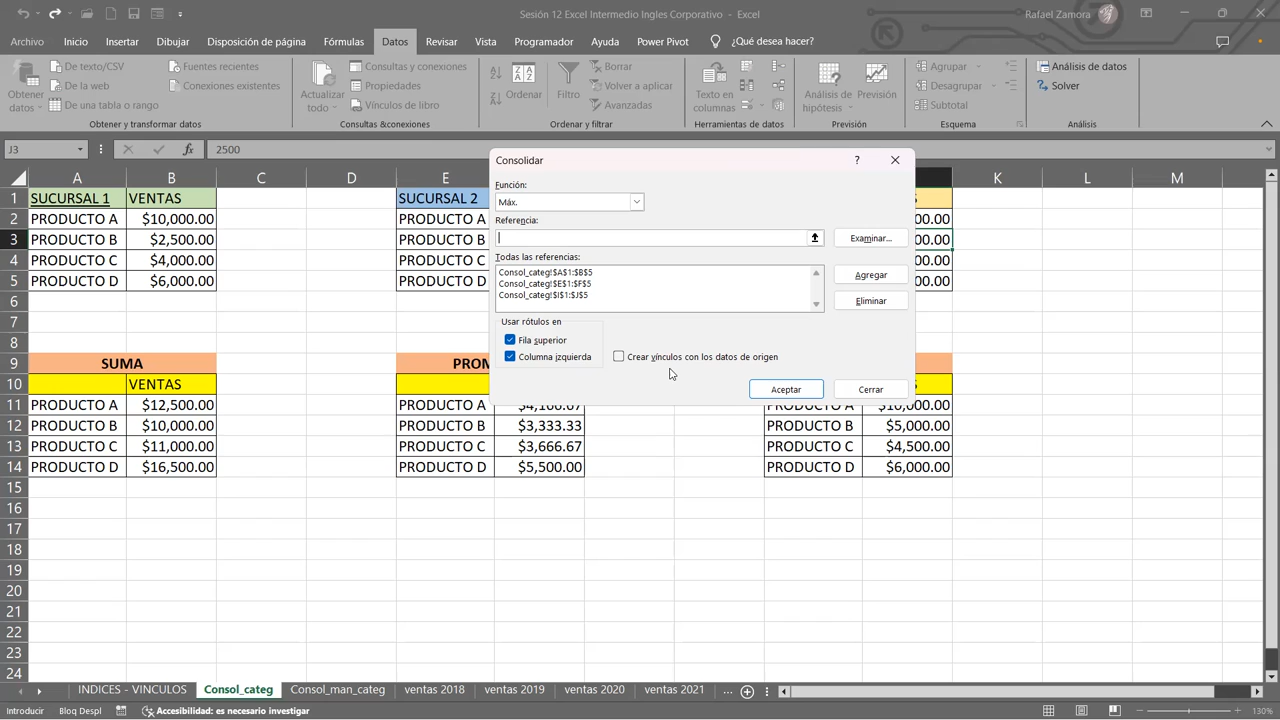 Sesión 12 Excel Intermedio Ingles Corporativo - Excel
Rafael Zamora
Archivo Inicio Insertar Dibujar Disposición de página Fórmulas Datos Revisar Vista Programador Ayuda Power Pivot ¿Qué desea hacer?
Obtener datos
De texto/CSV
De la web
De una tabla o rango
Fuentes recientes
Conexiones existentes
Obtener y transformar datos
Actualizar todo
Consultas y conexiones
Propiedades
Vínculos de libro
Consultas &conexiones
Ordenar
Filtro
Borrar
Volver a aplicar
Avanzadas
Ordenar y filtrar
Texto en columnas
Herramientas de datos
Análisis de hipótesis
Previsión
Previsión
Agrupar
Desagrupar
Subtotal
Esquema
Análisis de datos
Solver
Análisis
J3 fx 2500
A B C D E K L M
1 SUCURSAL 1 VENTAS SUCURSAL 2
2 PRODUCTO A $10,000.00 PRODUCTO A
3 PRODUCTO B $2,500.00 PRODUCTO B
4 PRODUCTO C $4,000.00 PRODUCTO C
5 PRODUCTO D $6,000.00 PRODUCTO D
6
7
8
9 SUMA
10 VENTAS
11 PRODUCTO A $12,500.00 PRODUCTO A $4,166.67 PRODUCTO A $10,000.00
12 PRODUCTO B $10,000.00 PRODUCTO B $3,333.33 PRODUCTO B $5,000.00
13 PRODUCTO C $11,000.00 PRODUCTO C $3,666.67 PRODUCTO C $4,500.00
14 PRODUCTO D $16,500.00 PRODUCTO D $5,500.00 PRODUCTO D $6,000.00
15
16
17
18
19
20
21
22
23
24
Consolidar ?
Función:
Máx.
Referencia:
Examinar...
Todas las referencias:
Consol_categ!$A$1:$B$5
Consol_categ!$E$1:$F$5
Consol_categ!$I$1:$J$5
Agregar
Eliminar
Usar rótulos en
Fila superior
Columna izquierda
Crear vínculos con los datos de origen
Aceptar
Cerrar
INDICES - VINCULOS Consol_categ Consol_man_categ ventas 2018 ventas 2019 ventas 2020 ventas 2021 ...
Introducir Bloq Despl Accesibilidad: es necesario investigar 130%